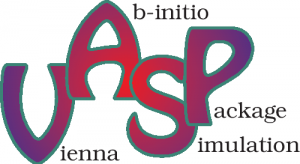 VASP
b-initio
ackage
ienna imulation